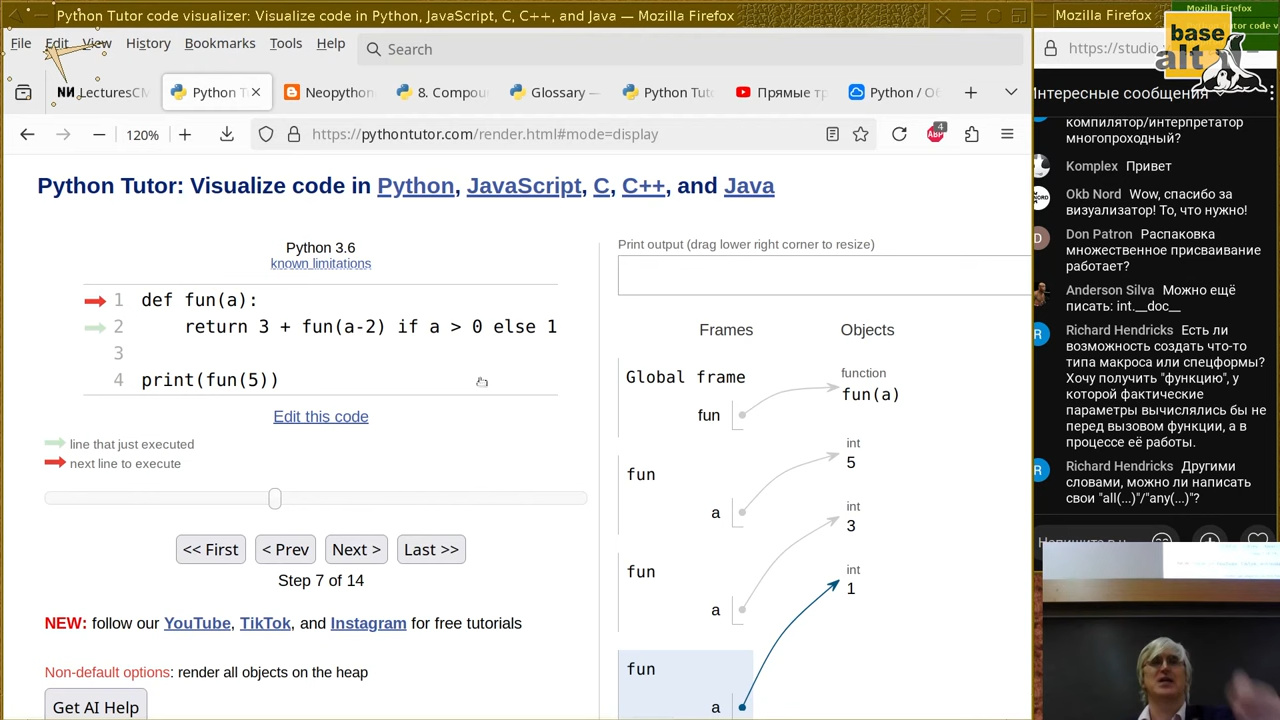 Python Tutor code visualizer: Visualize code in Python, JavaScript, C, C++, and Java — Mozilla Firefox
File Edit View History Bookmarks Tools Help
Search
LecturesCM
Python T
Neopython
8. Compou
Glossary —
Python Tut
Прямые тр
Python / Об
120%
https://pythontutor.com/render.html#mode=display
4
ABP
Python Tutor: Visualize code in Python, JavaScript, C, C++, and Java
Python 3.6
known limitations
1 def fun(a):
2 return 3 + fun(a-2) if a > 0 else 1
3
4 print(fun(5))
Edit this code
line that just executed
next line to execute
<< First
< Prev
Next >
Last >>
Step 7 of 14
NEW: follow our YouTube, TikTok, and Instagram for free tutorials
Non-default options: render all objects on the heap
Get AI Help
Print output (drag lower right corner to resize)
Frames
Objects
Global frame
fun
function
fun(a)
fun
a
int
5
fun
a
int
3
fun
a
int
1
Mozilla Firefox
Mozilla Firefox
base
alt
https://studio
Интересные сообщения
компилятор/интерпретатор
многопроходный?
Komplex Привет
Okb Nord Wow, спасибо за
визуализатор! То, что нужно!
Don Patron Распаковка
множественное присваивание
работает?
Anderson Silva Можно ещё
писать: int.__doc__
Richard Hendricks Есть ли
возможность создать что-то
типа макроса или спецформы?
Хочу получить "функцию", у
которой фактические
параметры вычислялись бы не
перед вызовом функции, а в
процессе её работы.
Richard Hendricks Другими
словами, можно ли написать
свои "all(...)"/"any(...)"?